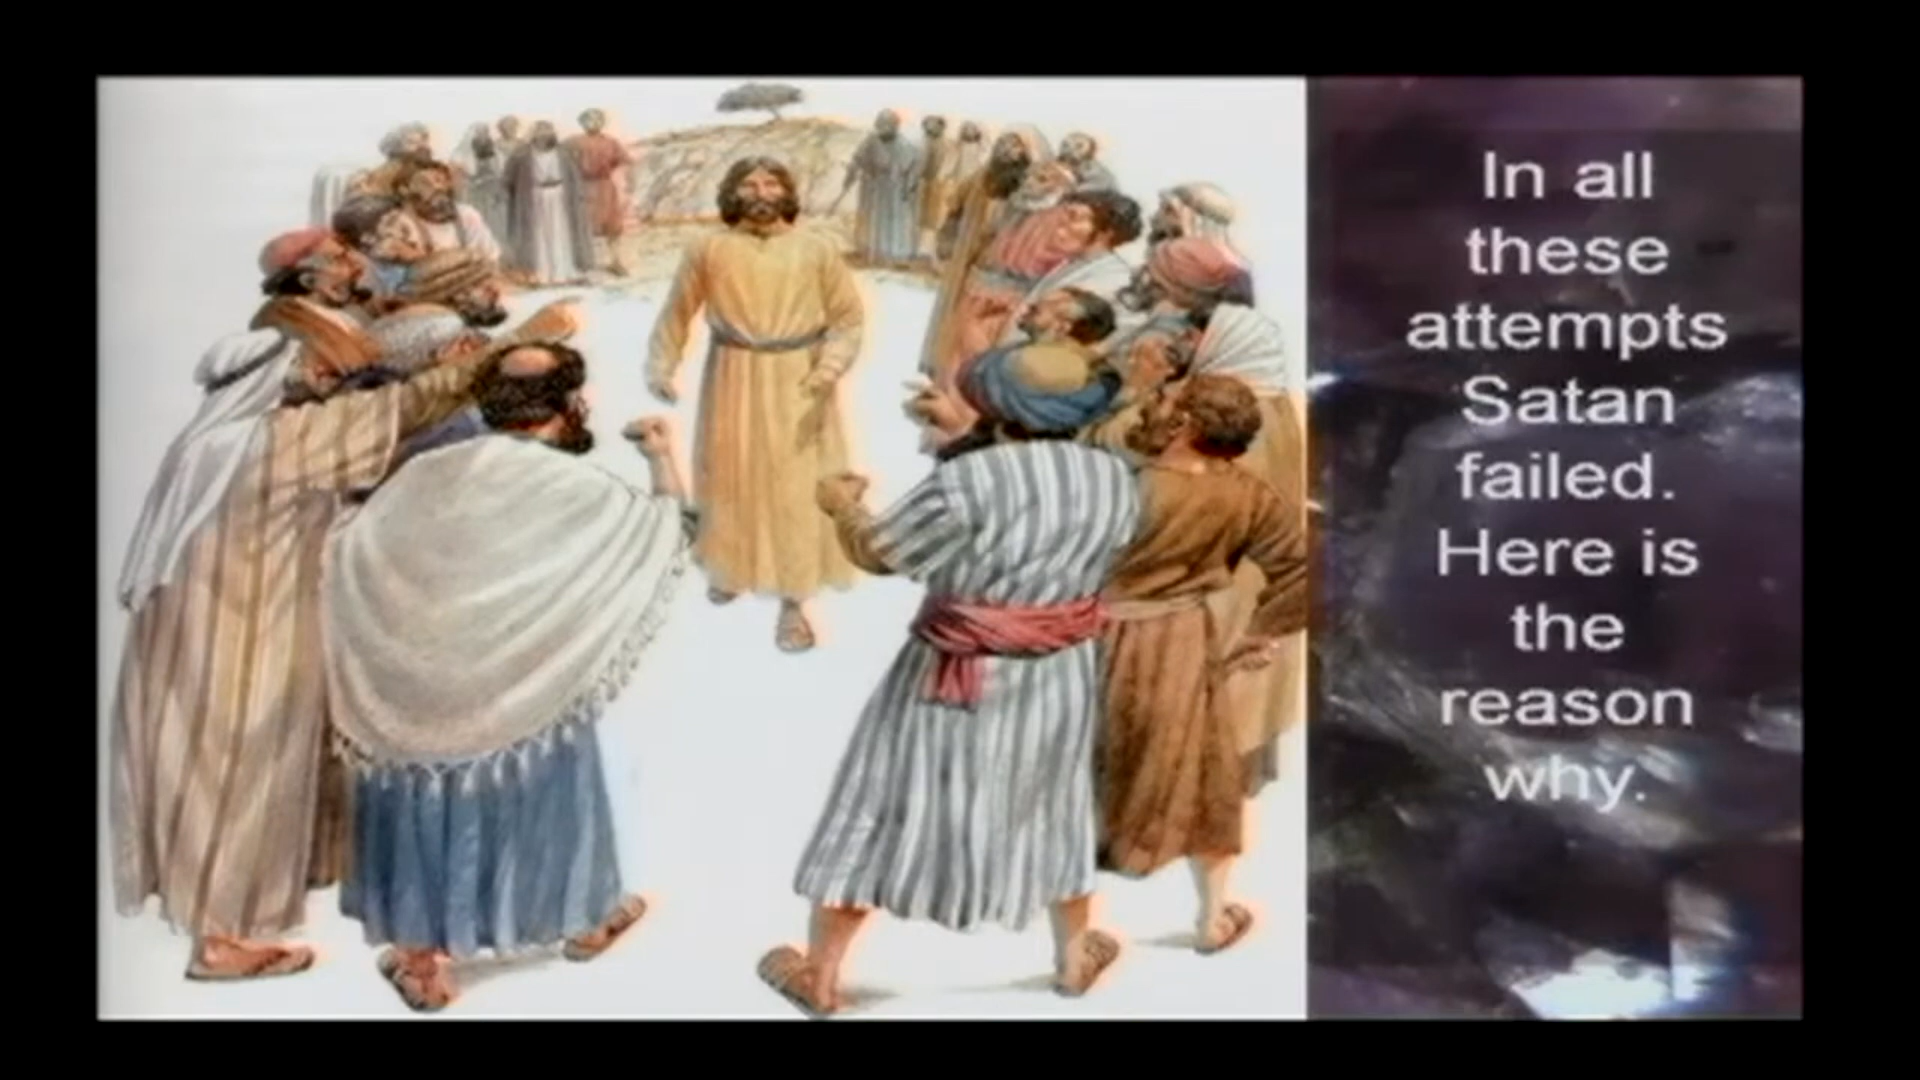 In all
these
attempts
Satan
failed.
Here is
the
reason
why.